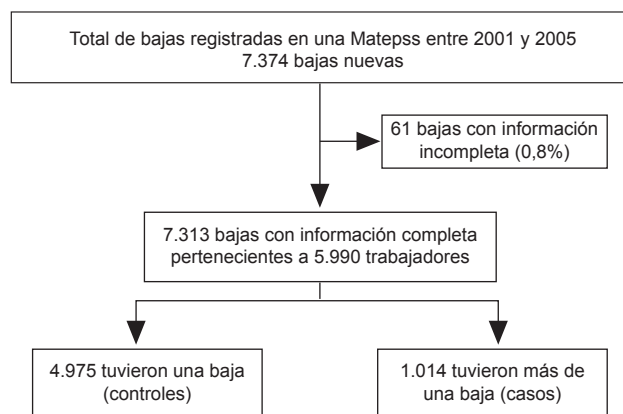 Total de bajas registradas en una Matepss entre 2001 y 2005
7.374 bajas nuevas
61 bajas con información
incompleta (0,8%)
7.313 bajas con información completa
pertenecientes a 5.990 trabajadores
4.975 tuvieron una baja
(controles)
1.014 tuvieron más de
una baja (casos)